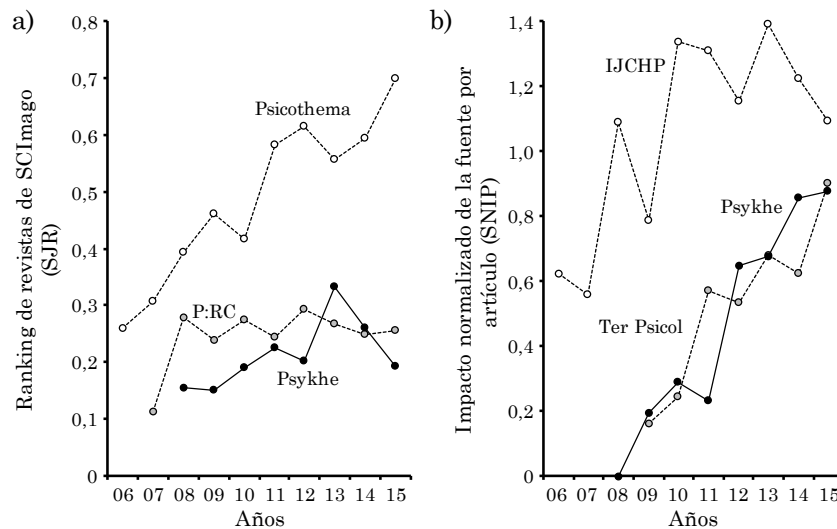 a)
Ranking de revistas de SCImago
(SJR)
0,8
0,7
0,6
0,5
0,4
0,3
0,2
0,1
0
Psicothema
P:RC
Psykhe
06 07 08 09 10 11 12 13 14 15
Años
b)
Impacto normalizado de la fuente por
artículo (SNIP)
1,4
1,2
1,0
0,8
0,6
0,4
0,2
0
IJCHP
Psykhe
Ter Psicol
06 07 08 09 10 11 12 13 14 15
Años